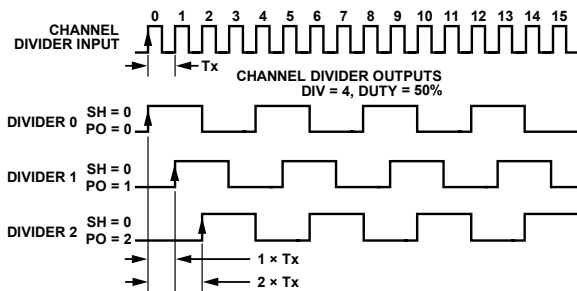 0 1 2 3 4 5 6 7 8 9 10 11 12 13 14 15
CHANNEL
DIVIDER INPUT
Tx
CHANNEL DIVIDER OUTPUTS
DIV = 4, DUTY = 50%
DIVIDER 0
SH = 0
PO = 0
DIVIDER 1
SH = 0
PO = 1
DIVIDER 2
SH = 0
PO = 2
1 × Tx
2 × Tx